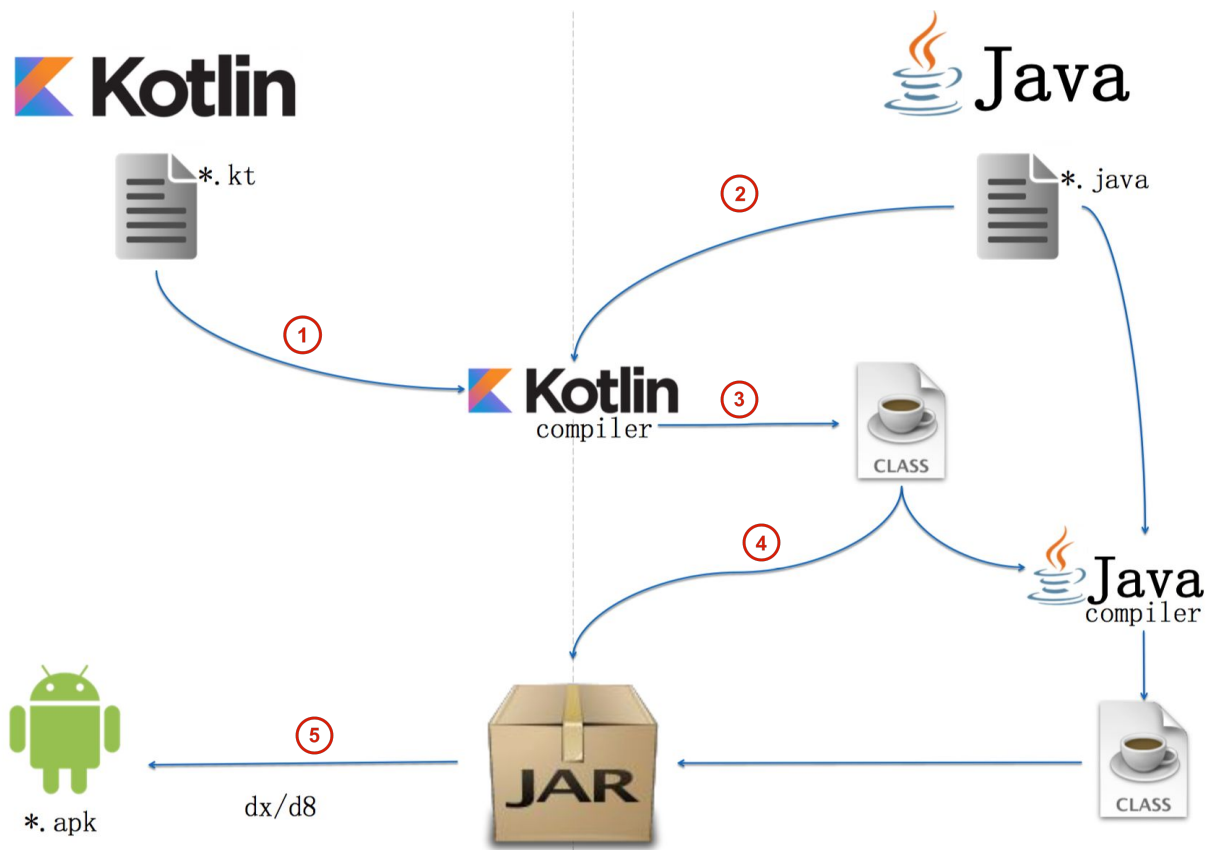 Kotlin
Java
*.kt
*.java
2
1
Kotlin
compiler
3
CLASS
4
Java
compiler
5
JAR
dx/d8
*.apk
CLASS